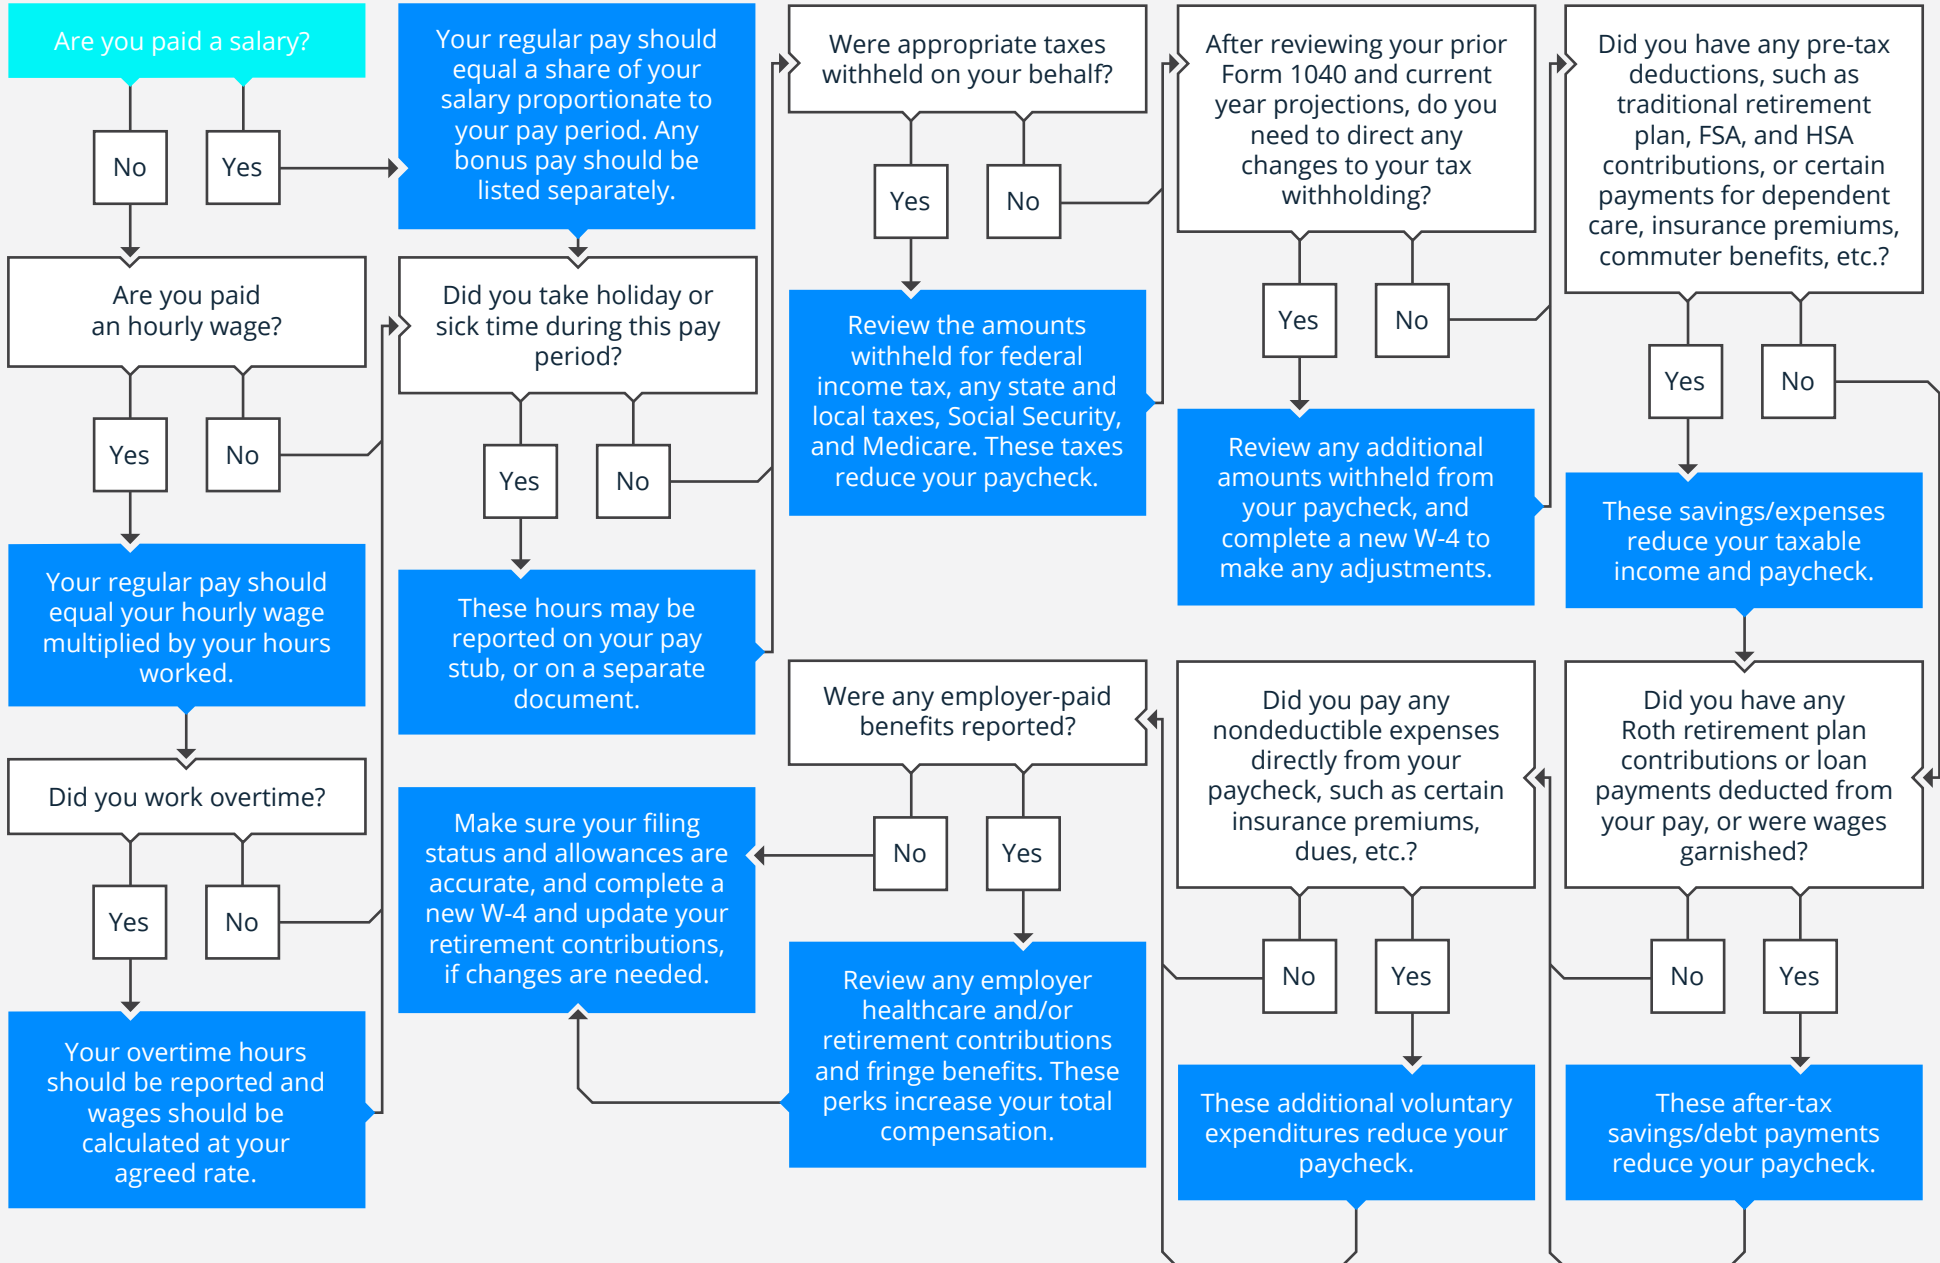 Are you paid a salary?
No
Yes
Are you paid
an hourly wage?
Yes
No
Your regular pay should
equal your hourly wage
multiplied by your hours
worked.
Did you work overtime?
Yes
No
Your overtime hours
should be reported and
wages should be
calculated at your
agreed rate.
Your regular pay should
equal a share of your
salary proportionate to
your pay period. Any
bonus pay should be
listed separately.
Did you take holiday or
sick time during this pay
period?
Yes
No
These hours may be
reported on your pay
stub, or on a separate
document.
Were appropriate taxes
withheld on your behalf?
Yes
No
Review the amounts
withheld for federal
income tax, any state and
local taxes, Social Security,
and Medicare. These taxes
reduce your paycheck.
After reviewing your prior
Form 1040 and current
year projections, do you
need to direct any
changes to your tax
withholding?
Yes
No
Review any additional
amounts withheld from
your paycheck, and
complete a new W-4 to
make any adjustments.
Did you have any pre-tax
deductions, such as
traditional retirement
plan, FSA, and HSA
contributions, or certain
payments for dependent
care, insurance premiums,
commuter benefits, etc.?
Yes
No
These savings/expenses
reduce your taxable
income and paycheck.
Did you have any
Roth retirement plan
contributions or loan
payments deducted from
your pay, or were wages
garnished?
No
Yes
These after-tax
savings/debt payments
reduce your paycheck.
Did you pay any
nondeductible expenses
directly from your
paycheck, such as certain
insurance premiums,
dues, etc.?
No
Yes
These additional voluntary
expenditures reduce your
paycheck.
Were any employer-paid
benefits reported?
No
Yes
Review any employer
healthcare and/or
retirement contributions
and fringe benefits. These
perks increase your total
compensation.
Make sure your filing
status and allowances are
accurate, and complete a
new W-4 and update your
retirement contributions,
if changes are needed.